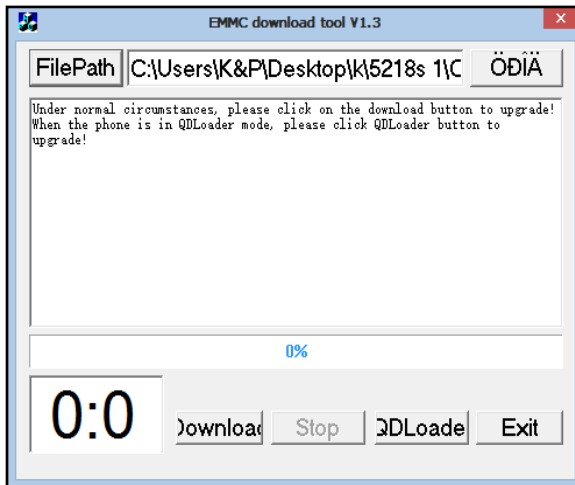 EMMC download tool V1.3
FilePath C:\Users\K&P\Desktop\k\5218s 1\C ÖÐÎÄ
Under normal circumstances, please click on the download button to upgrade!
When the phone is in QDLoader mode, please click QDLoader button to
upgrade!
0%
0:0 Download Stop QDLoade Exit